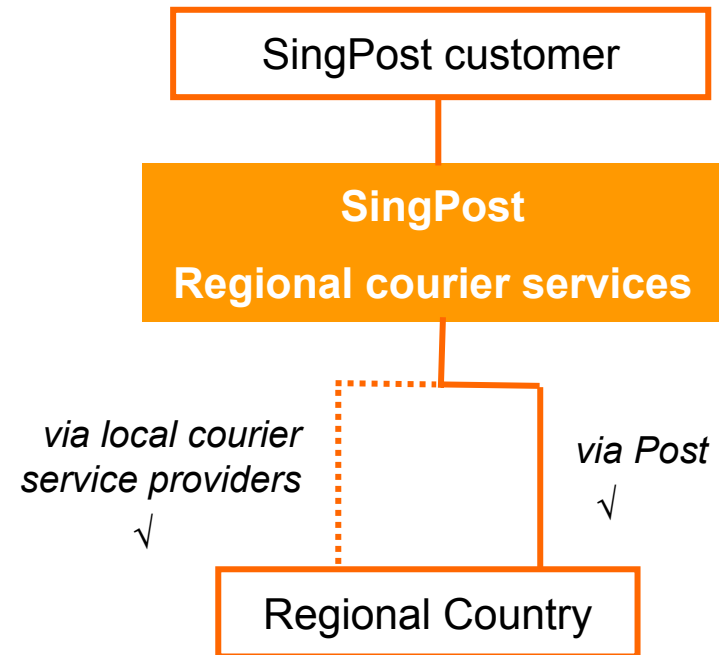 SingPost customer
SingPost
Regional courier services
via local courier
service providers
√
via Post
√
Regional Country